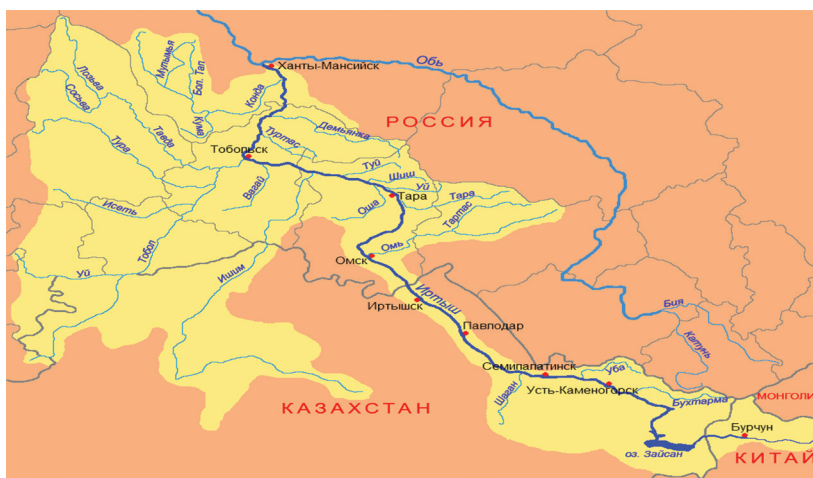 Обь
Ханты-Мансийск
Мулымья
Лозьва
Бол. Тап
Сосьва
Конда
РОССИЯ
Кума
Тавда
Демьянка
Туртас
Тура
Тобольск
Туй
Шиш
Уй
Тара
Вагай
Тара
Оша
Исеть
Тартас
Тобол
Омь
Омск
Уй
Ишим
Иртыш
Иртышск
Бия
Павлодар
Катунь
Семипалатинск
Уба
Усть-Каменогорск
Шаган
КАЗАХСТАН
Бухтарма
МОНГОЛИ
Бурчун
оз. Зайсан
КИТАЙ